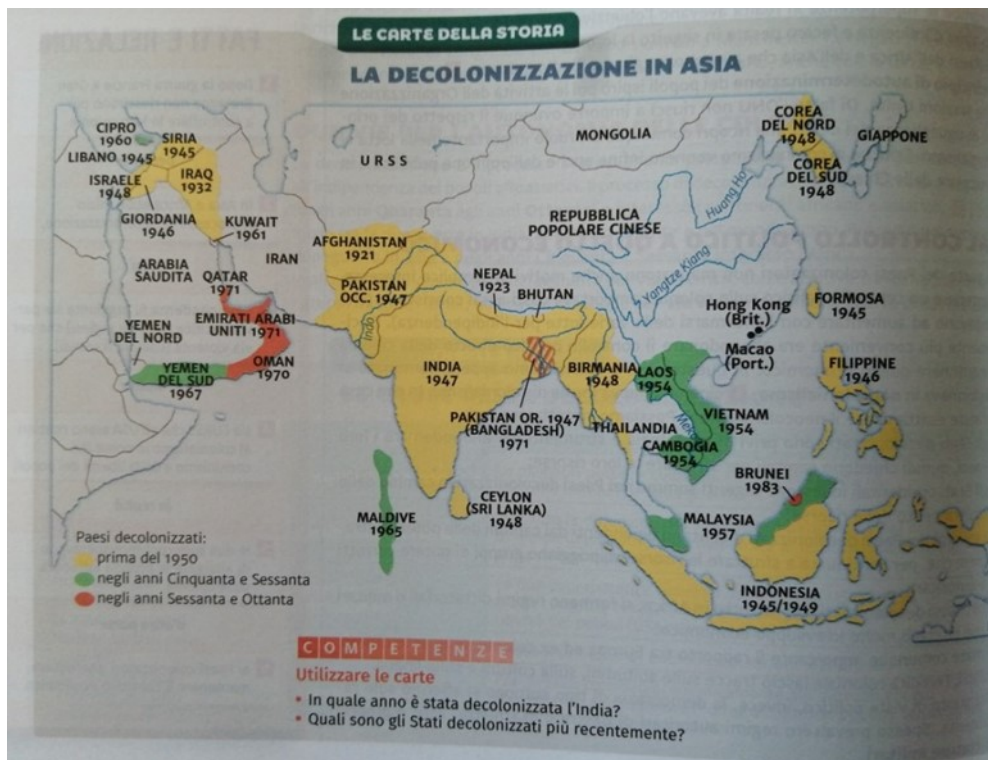 LE CARTE DELLA STORIA
LA DECOLONIZZAZIONE IN ASIA
CIPRO
1960
SIRIA
1945
LIBANO 1945
ISRAELE
1948
IRAQ
1932
GIORDANIA
1946
KUWAIT
1961
ARABIA
SAUDITA
QATAR
1971
IRAN
EMIRATI ARABI
UNITI 1971
YEMEN
DEL NORD
YEMEN
DEL SUD
1967
OMAN
1970
URSS
MONGOLIA
COREA
DEL NORD
1948
GIAPPONE
COREA
DEL SUD
1948
Huang Ho
REPUBBLICA
POPOLARE CINESE
Yangtze Kiang
AFGHANISTAN
1921
PAKISTAN
OCC. 1947
Indo
NEPAL
1923
BHUTAN
Hong Kong
(Brit.)
Macao
(Port.)
FORMOSA
1945
INDIA
1947
BIRMANIA
1948
LAOS
1954
FILIPPINE
1946
PAKISTAN OR. 1947
(BANGLADESH)
1971
THAILANDIA
VIETNAM
1954
CAMBOGIA
1954
BRUNEI
1983
MALDIVE
1965
CEYLON
(SRI LANKA)
1948
MALAYSIA
1957
INDONESIA
1945/1949
Paesi decolonizzati:
prima del 1950
negli anni Cinquanta e Sessanta
negli anni Sessanta e Ottanta
COMPETENZE
Utilizzare le carte
• In quale anno è stata decolonizzata l'India?
• Quali sono gli Stati decolonizzati più recentemente?